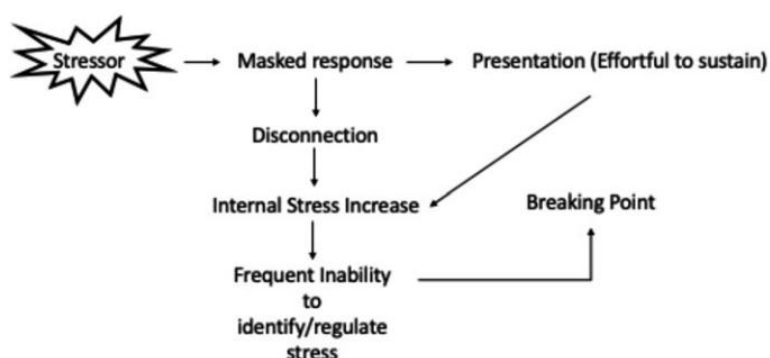 Stressor
Masked response
Presentation (Effortful to sustain)
Disconnection
Internal Stress Increase
Breaking Point
Frequent Inability
to
identify/regulate
stress